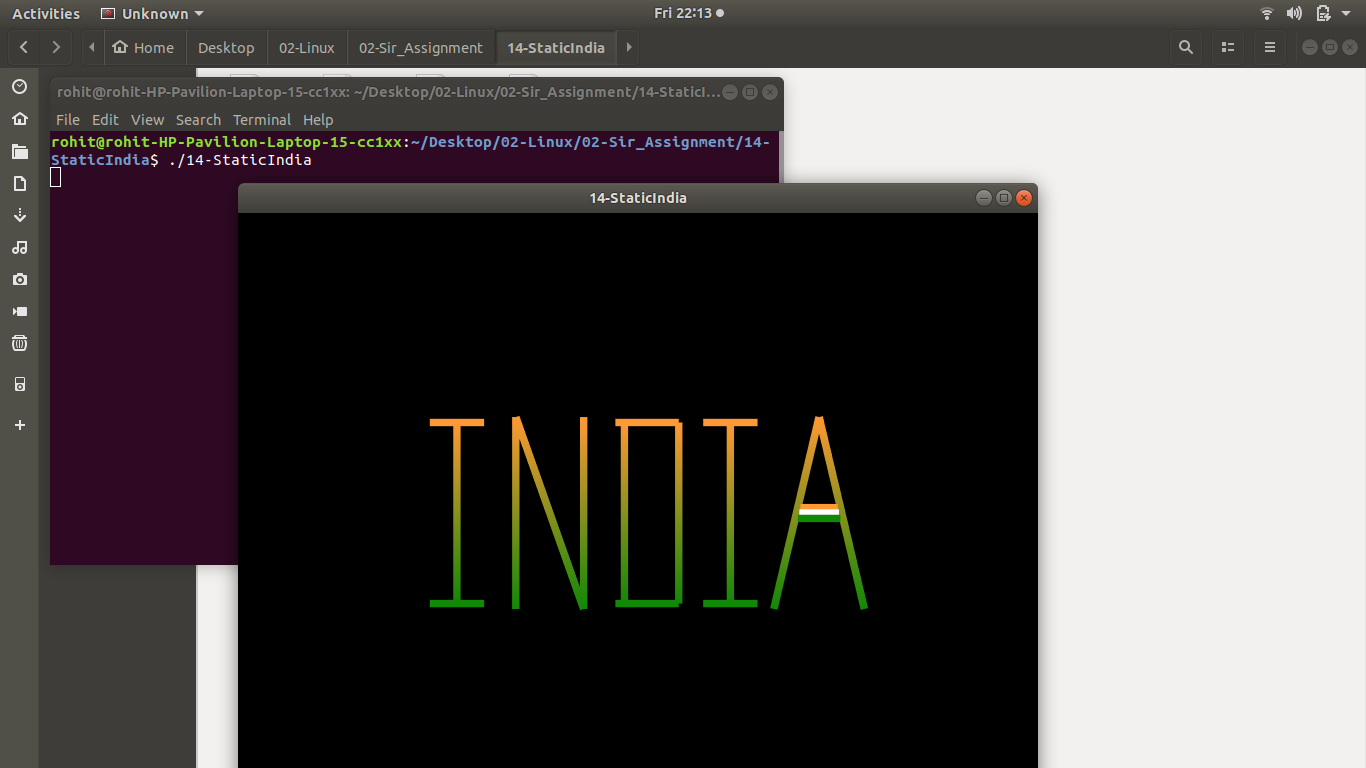 Activities Unknown Fri 22:13
Home Desktop 02-Linux 02-Sir_Assignment 14-StaticIndia
rohit@rohit-HP-Pavilion-Laptop-15-cc1xx: ~/Desktop/02-Linux/02-Sir_Assignment/14-StaticI...
File Edit View Search Terminal Help
rohit@rohit-HP-Pavilion-Laptop-15-cc1xx:~/Desktop/02-Linux/02-Sir_Assignment/14-
StaticIndia$ ./14-StaticIndia
14-StaticIndia
INDIA